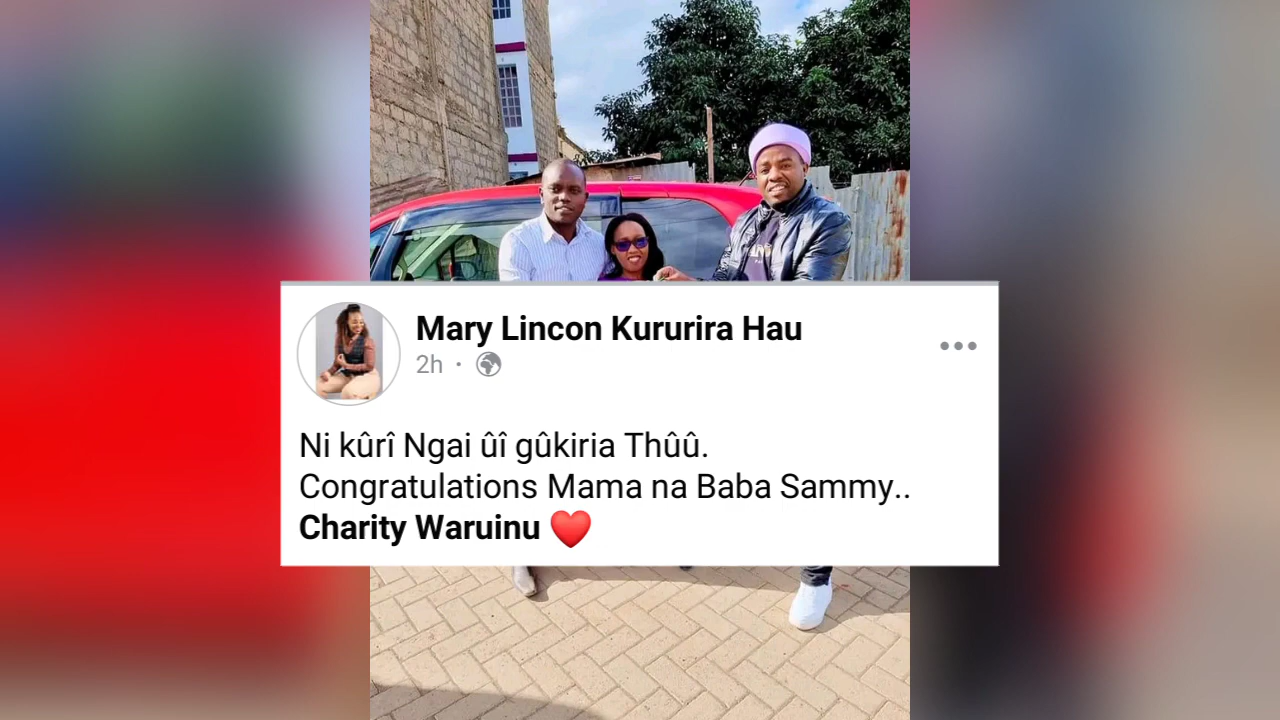 Mary Lincon Kururira Hau
2h ·
Ni kûrî Ngai ûî gûkiria Thûû.
Congratulations Mama na Baba Sammy..
Charity Waruinu ❤️